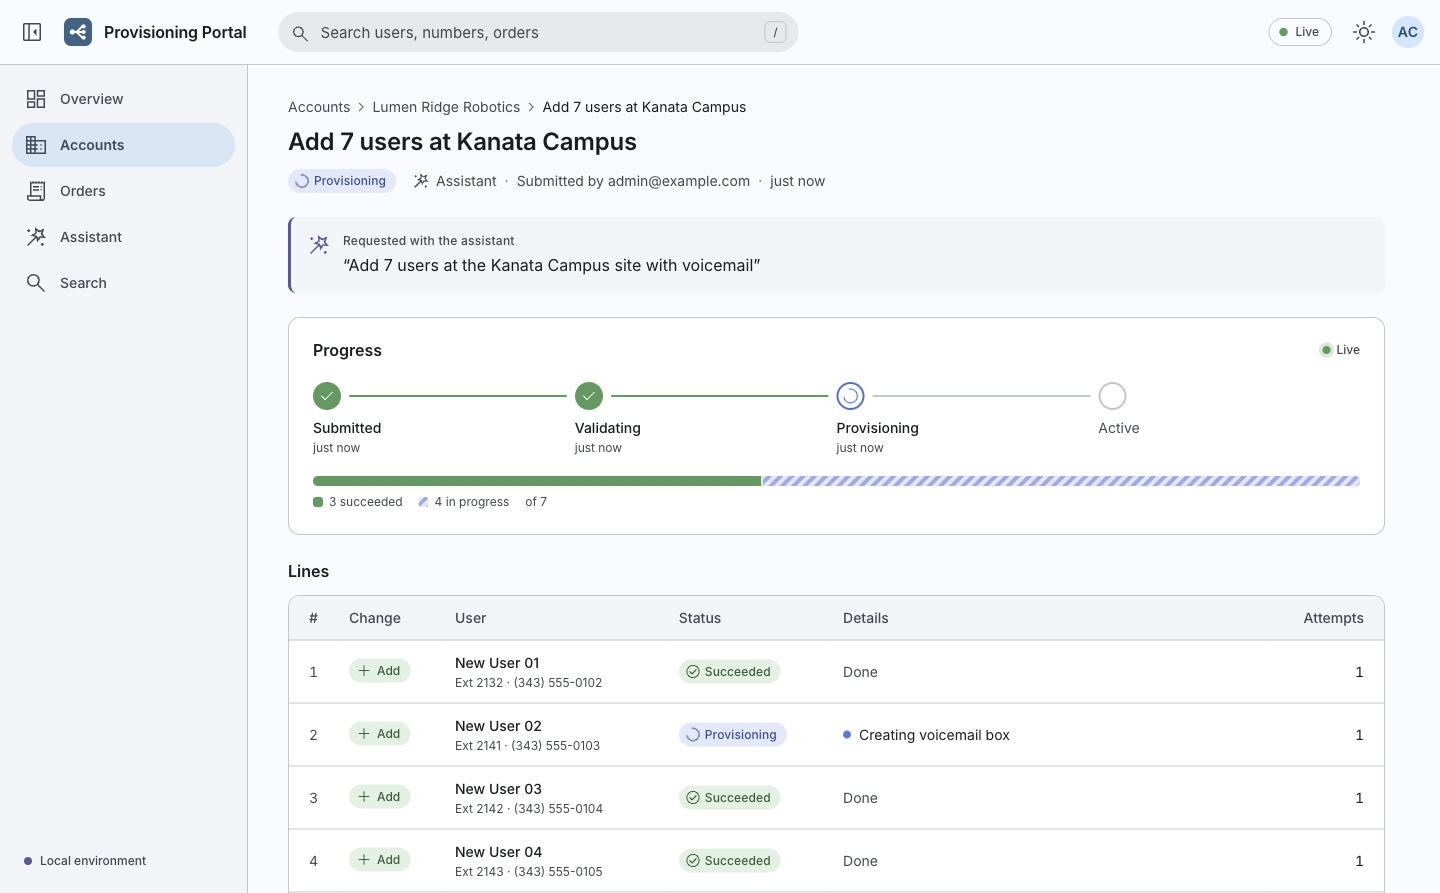 Provisioning Portal
Search users, numbers, orders
/
Live
AC
Overview
Accounts
Orders
Assistant
Search
Local environment
Accounts > Lumen Ridge Robotics > Add 7 users at Kanata Campus
Add 7 users at Kanata Campus
Provisioning
Assistant · Submitted by admin@example.com · just now
Requested with the assistant
“Add 7 users at the Kanata Campus site with voicemail”
Progress
Live
Submitted
just now
Validating
just now
Provisioning
just now
Active
3 succeeded 4 in progress of 7
Lines
# Change User Status Details Attempts
1 + Add New User 01 Succeeded Done 1
Ext 2132 · (343) 555-0102
2 + Add New User 02 Provisioning Creating voicemail box 1
Ext 2141 · (343) 555-0103
3 + Add New User 03 Succeeded Done 1
Ext 2142 · (343) 555-0104
4 + Add New User 04 Succeeded Done 1
Ext 2143 · (343) 555-0105